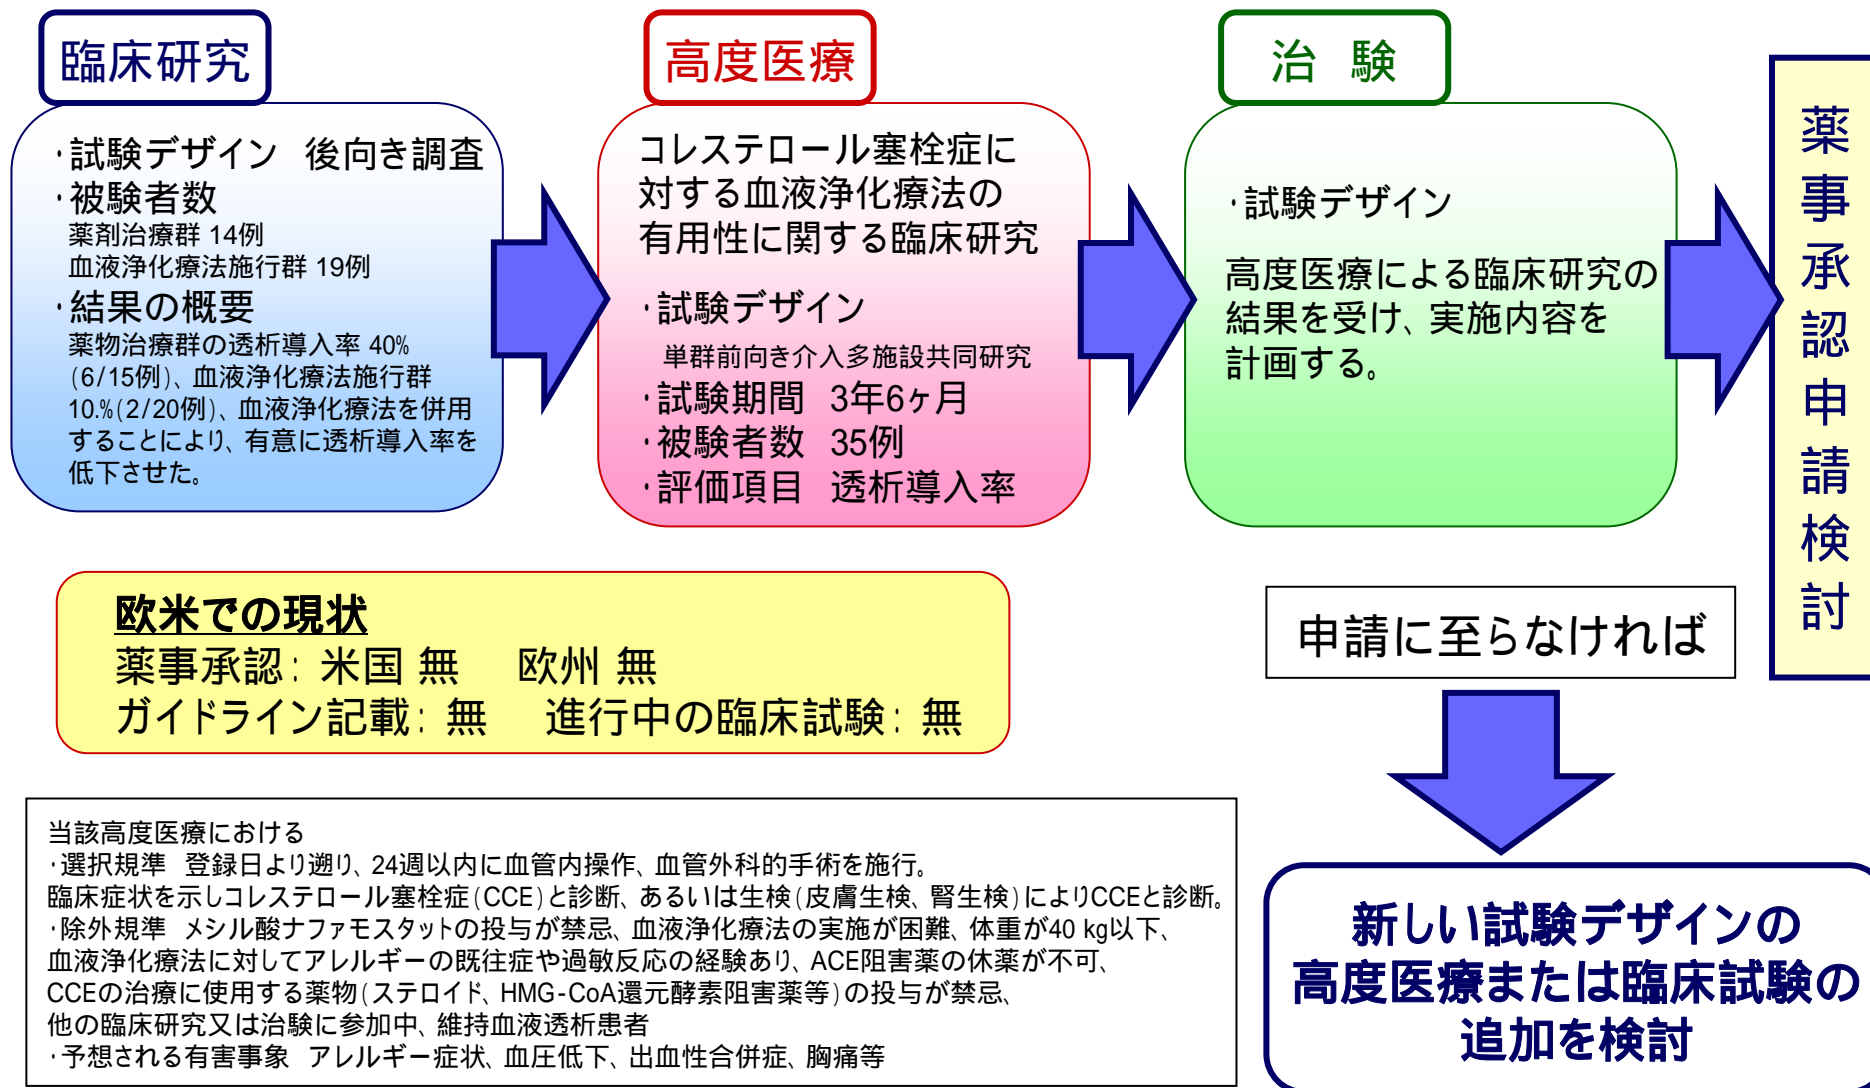 臨床研究
・試験デザイン　後向き調査
・被験者数
薬剤治療群 14例
血液浄化療法施行群 19例
・結果の概要
薬物治療群の透析導入率 40%
(6/15例)、血液浄化療法施行群
10.%(2/20例)、血液浄化療法を併用
することにより、有意に透析導入率を
低下させた。
高度医療
コレステロール塞栓症に
対する血液浄化療法の
有用性に関する臨床研究
・試験デザイン
単群前向き介入多施設共同研究
・試験期間　3年6ヶ月
・被験者数　35例
・評価項目　透析導入率
治　験
・試験デザイン
高度医療による臨床研究の
結果を受け、実施内容を
計画する。
薬事承認申請検討
欧米での現状
薬事承認： 米国 無　 欧州 無
ガイドライン記載： 無　 進行中の臨床試験： 無
申請に至らなければ
当該高度医療における
・選択規準　登録日より遡り、24週以内に血管内操作、血管外科的手術を施行。
臨床症状を示しコレステロール塞栓症(CCE)と診断、あるいは生検(皮膚生検、腎生検)によりCCEと診断。
・除外規準　メシル酸ナファモスタットの投与が禁忌、血液浄化療法の実施が困難、体重が40 kg以下、
血液浄化療法に対してアレルギーの既往症や過敏反応の経験あり、ACE阻害薬の休薬が不可、
CCEの治療に使用する薬物(ステロイド、HMG-CoA還元酵素阻害薬等)の投与が禁忌、
他の臨床研究又は治験に参加中、維持血液透析患者
・予想される有害事象　アレルギー症状、血圧低下、出血性合併症、胸痛等
新しい試験デザインの
高度医療または臨床試験の
追加を検討